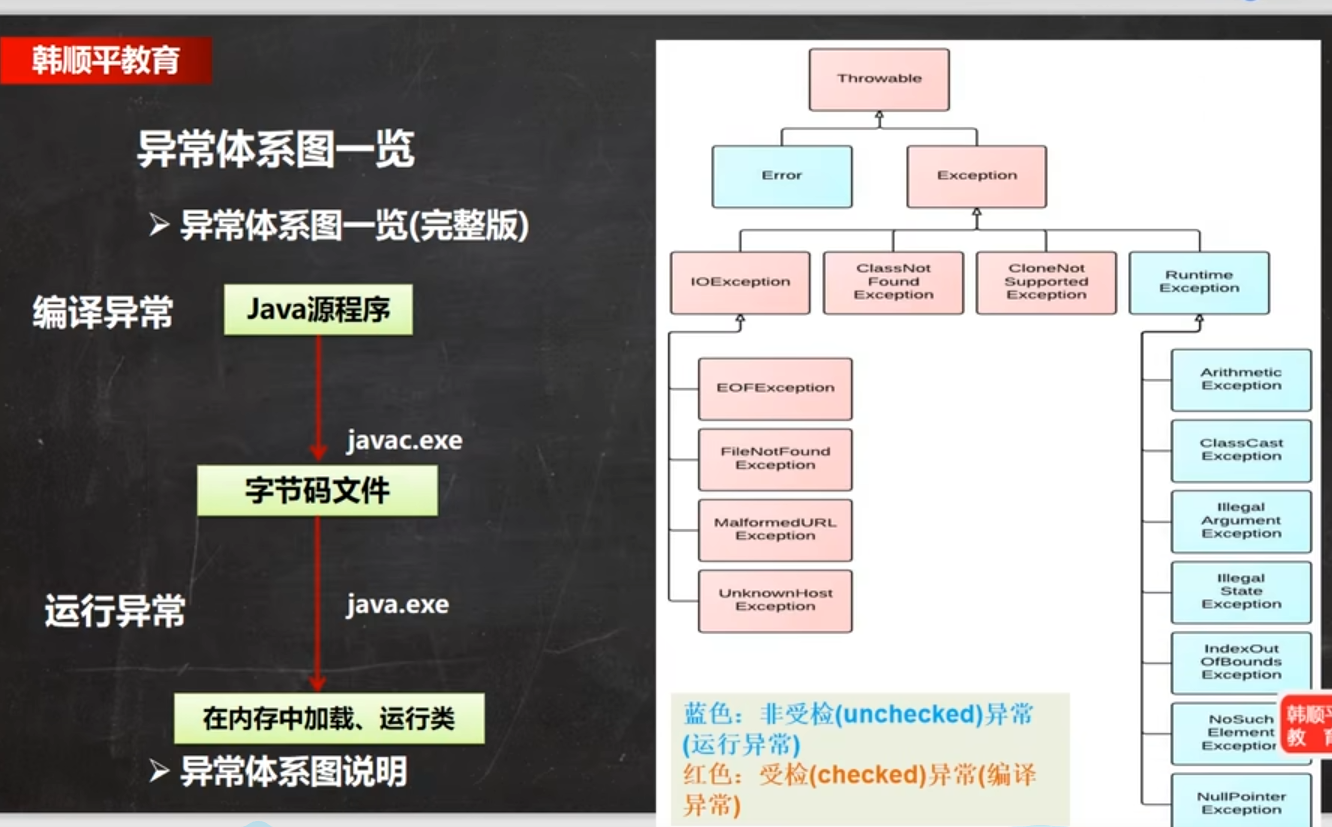 韩顺平教育
异常体系图一览
异常体系图一览(完整版)
编译异常
Java源程序
javac.exe
字节码文件
运行异常
java.exe
在内存中加载、运行类
异常体系图说明
Throwable
Error
Exception
IOException
ClassNot
Found
Exception
CloneNot
Supported
Exception
Runtime
Exception
EOFException
FileNotFound
Exception
MalformedURL
Exception
UnknownHost
Exception
Arithmetic
Exception
ClassCast
Exception
Illegal
Argument
Exception
Illegal
State
Exception
IndexOut
OfBounds
Exception
NoSuch
Element
Exception
NullPointer
Exception
蓝色：非受检(unchecked)异常
(运行异常)
红色：受检(checked)异常(编译
异常)
韩顺平
教 育